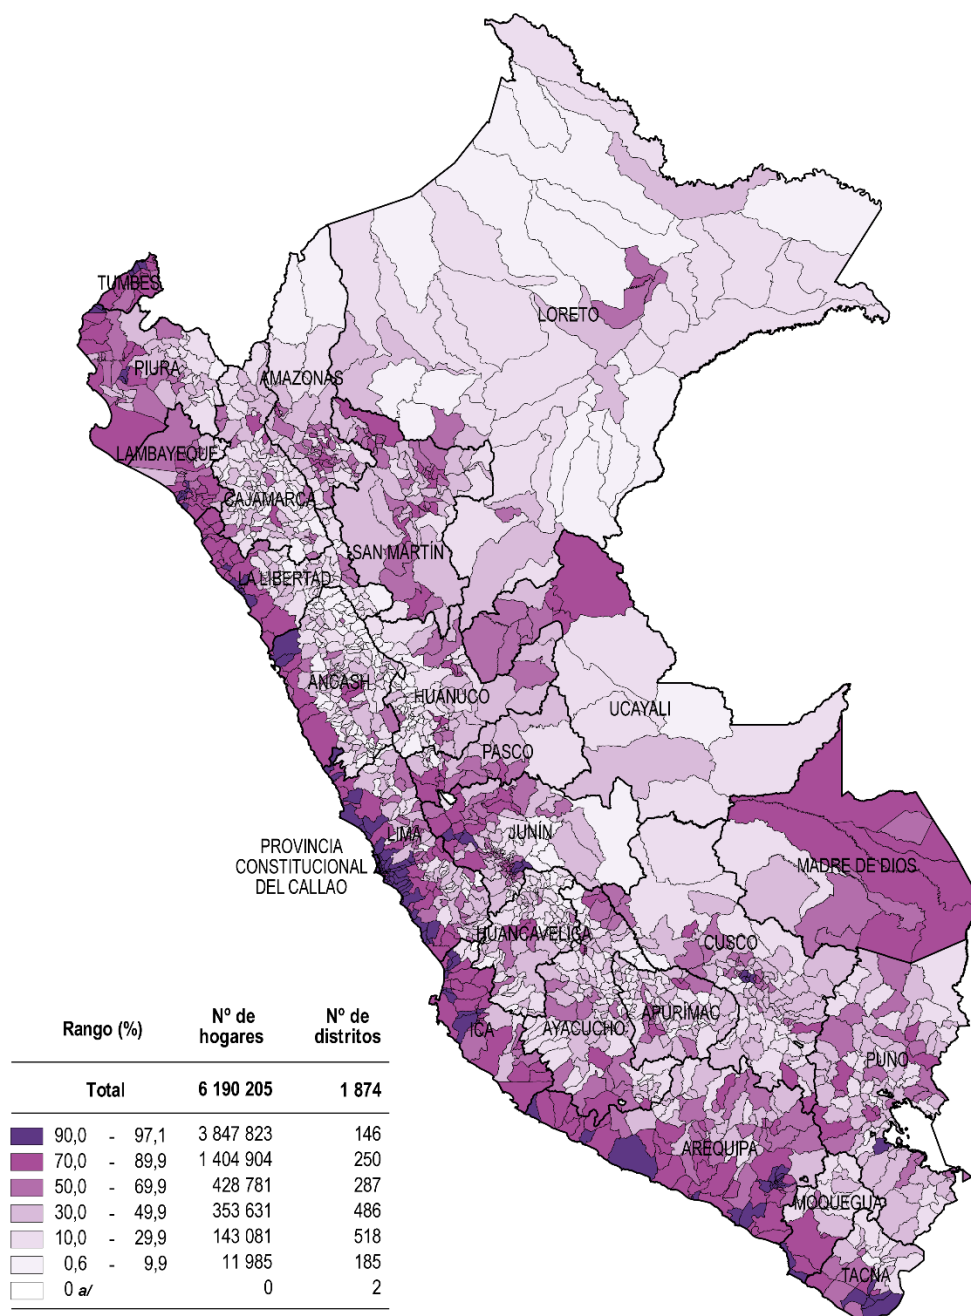 TUMBES
LORETO
PIURA
AMAZONAS
LAMBAYEQUE
CAJAMARCA
SAN MARTÍN
LA LIBERTAD
ANCASH
HUANUCO
UCAYALI
PASCO
LIMA
JUNÍN
PROVINCIA
CONSTITUCIONAL
DEL CALLAO
MADRE DE DIOS
HUANCAVELICA
CUSCO
ICA
AYACUCHO
APURÍMAC
PUNO
AREQUIPA
MOQUEGUA
TACNA
Rango (%) Nº de hogares Nº de distritos
Total 6 190 205 1 874
90,0 - 97,1 3 847 823 146
70,0 - 89,9 1 404 904 250
50,0 - 69,9 428 781 287
30,0 - 49,9 353 631 486
10,0 - 29,9 143 081 518
0,6 - 9,9 11 985 185
0 a/ 0 2